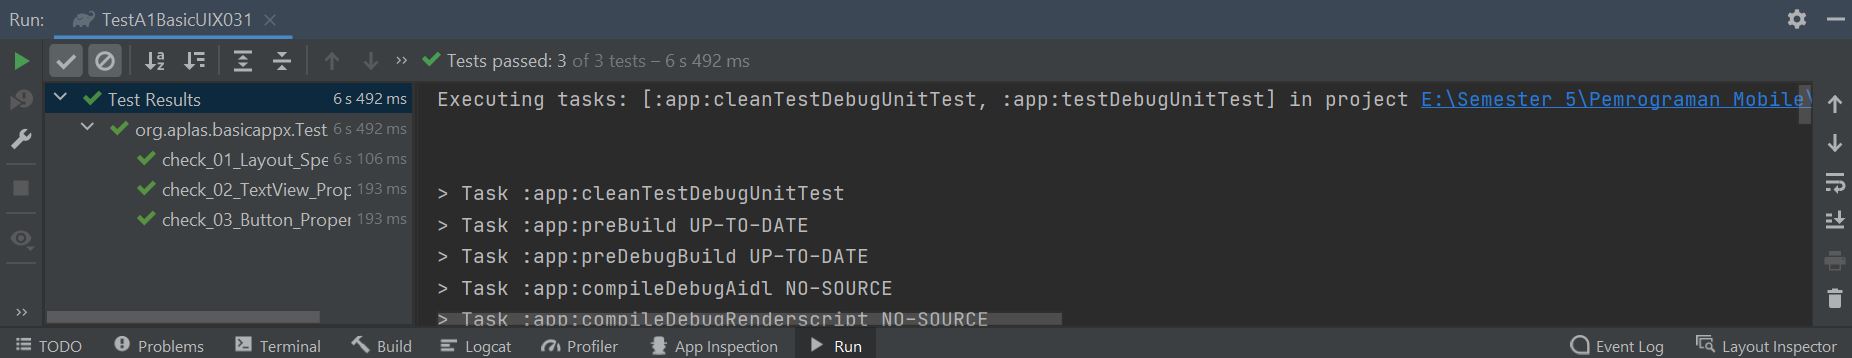 Run: TestA1BasicUIX031
Tests passed: 3 of 3 tests – 6 s 492 ms
Test Results 6 s 492 ms
org.aplas.basicappx.Test 6 s 492 ms
check_01_Layout_Spe 6 s 106 ms
check_02_TextView_Prop 193 ms
check_03_Button_Proper 193 ms
Executing tasks: [:app:cleanTestDebugUnitTest, :app:testDebugUnitTest] in project E:\Semester 5\Pemrograman Mobile\
> Task :app:cleanTestDebugUnitTest
> Task :app:preBuild UP-TO-DATE
> Task :app:preDebugBuild UP-TO-DATE
> Task :app:compileDebugAidl NO-SOURCE
> Task :app:compileDebugRenderscript NO-SOURCE
TODO Problems Terminal Build Logcat Profiler App Inspection Run Event Log Layout Inspector